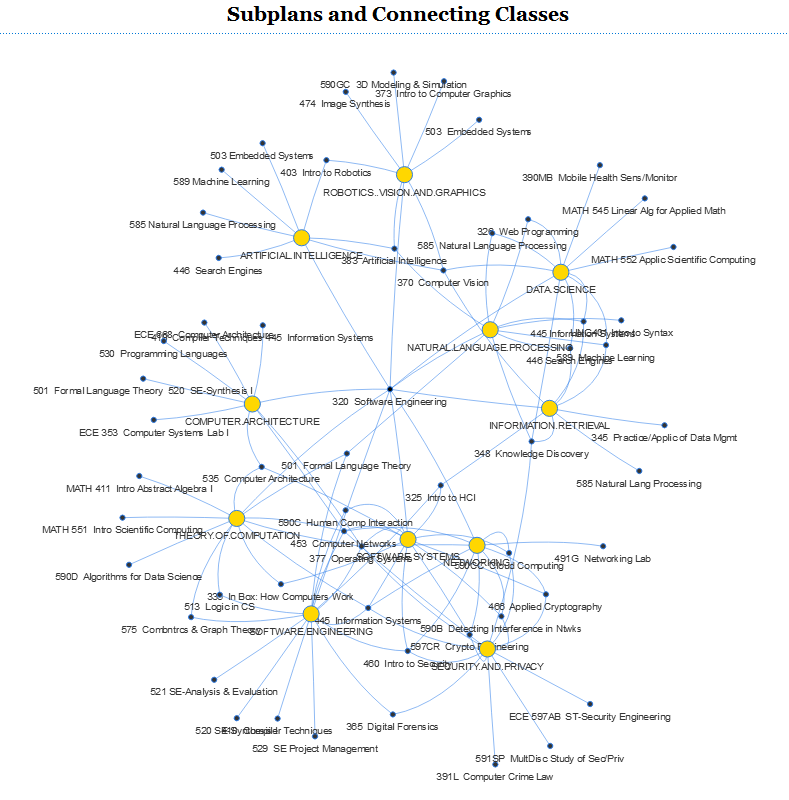 Subplans and Connecting Classes
590GC 3D Modeling & Simulation
373 Intro to Computer Graphics
474 Image Synthesis
503 Embedded Systems
503 Embedded Systems
403 Intro to Robotics
589 Machine Learning
390MB Mobile Health Sens/Monitor
ROBOTICS..VISION.AND.GRAPHICS
MATH 545 Linear Alg for Applied Math
585 Natural Language Processing
326 Web Programming
585 Natural Language Processing
ARTIFICIAL.INTELLIGENCE
383 Artificial Intelligence
MATH 552 Applic Scientific Computing
446 Search Engines
370 Computer Vision
DATA.SCIENCE
ECE 668 Computer Architecture
410 Compiler Techniques
445 Information Systems
445 Information Systems
LING 401 Intro to Syntax
530 Programming Languages
NATURAL.LANGUAGE.PROCESSING
446 Search Engines
589 Machine Learning
501 Formal Language Theory
520 SE-Synthesis I
320 Software Engineering
COMPUTER.ARCHITECTURE
INFORMATION.RETRIEVAL
ECE 353 Computer Systems Lab I
345 Practice/Applic of Data Mgmt
348 Knowledge Discovery
501 Formal Language Theory
535 Computer Architecture
585 Natural Lang Processing
MATH 411 Intro Abstract Algebra I
325 Intro to HCI
590C Human Comp Interaction
MATH 551 Intro Scientific Computing
THEORY.OF.COMPUTATION
453 Computer Networks
377 Operating Systems
SOFTWARE.SYSTEMS
NETWORKING
491G Networking Lab
590CC Cloud Computing
590D Algorithms for Data Science
335 In Box: How Computers Work
513 Logic in CS
466 Applied Cryptography
445 Information Systems
575 Combntrcs & Graph Theory
SOFTWARE.ENGINEERING
590B Detecting Interference in Ntwks
597CR Crypto Engineering
460 Intro to Security
SECURITY.AND.PRIVACY
521 SE-Analysis & Evaluation
ECE 597AB ST-Security Engineering
365 Digital Forensics
520 SE-Synthesis I
410 Compiler Techniques
529 SE Project Management
591SP MultDisc Study of Sec/Priv
391L Computer Crime Law